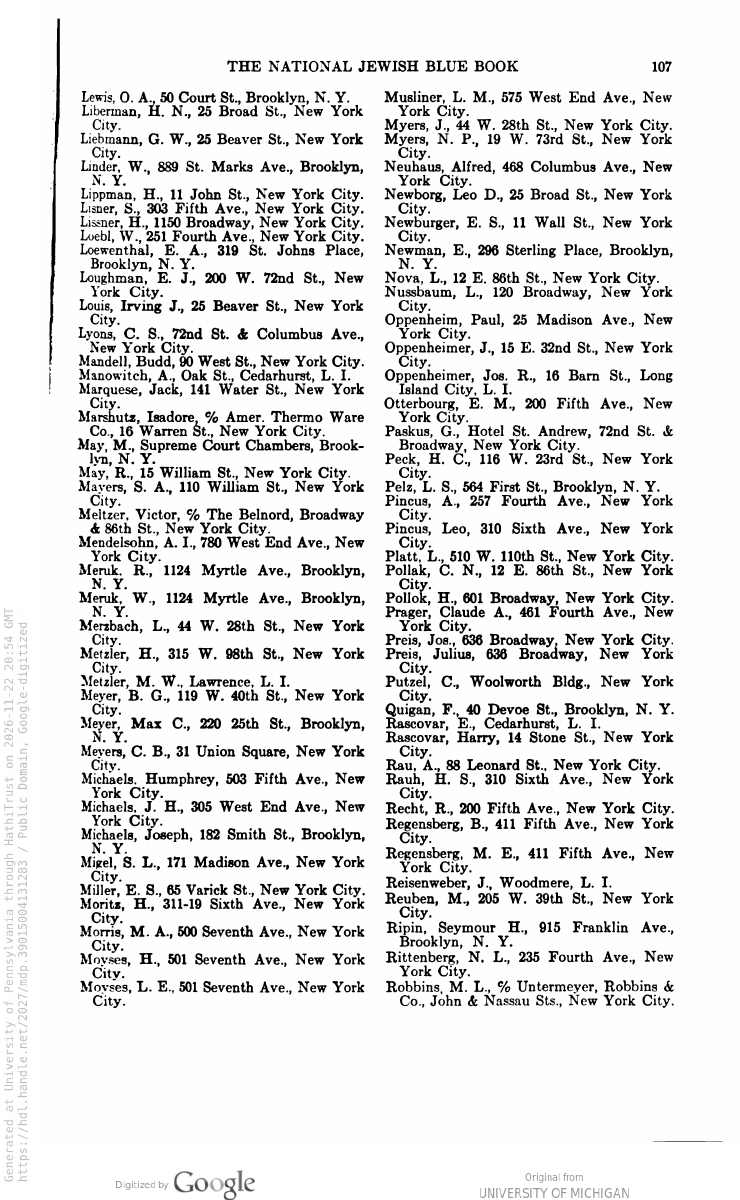 THE NATIONAL JEWISH BLUE BOOK 107
Lewis, O. A., 50 Court St., Brooklyn, N. Y.
Liberman, H. N., 25 Broad St., New York
City.
Liebmann, G. W., 25 Beaver St., New York
City.
Linder, W., 889 St. Marks Ave., Brooklyn,
N. Y.
Lippman, H., 11 John St., New York City.
Lisner, S., 303 Fifth Ave., New York City.
Lissner, H., 1150 Broadway, New York City.
Loebl, W., 251 Fourth Ave., New York City.
Loewenthal, E. A., 319 St. Johns Place,
Brooklyn, N. Y.
Loughman, E. J., 200 W. 72nd St., New
York City.
Louis, Irving J., 25 Beaver St., New York
City.
Lyons, C. S., 72nd St. & Columbus Ave.,
New York City.
Mandell, Budd, 90 West St., New York City.
Manowitch, A., Oak St., Cedarhurst, L. I.
Marquese, Jack, 141 Water St., New York
City.
Marshutz, Isadore, % Amer. Thermo Ware
Co., 16 Warren St., New York City.
May, M., Supreme Court Chambers, Brook-
lyn, N. Y.
May, R., 15 William St., New York City.
Mayers, S. A., 110 William St., New York
City.
Meltzer, Victor, % The Belnord, Broadway
& 86th St., New York City.
Mendelsohn, A. I., 780 West End Ave., New
York City.
Meruk, R., 1124 Myrtle Ave., Brooklyn,
N. Y.
Meruk, W., 1124 Myrtle Ave., Brooklyn,
N. Y.
Merzbach, L., 44 W. 28th St., New York
City.
Metzler, H., 315 W. 98th St., New York
City.
Metzler, M. W., Lawrence, L. I.
Meyer, B. G., 119 W. 40th St., New York
City.
Meyer, Max C., 220 25th St., Brooklyn,
N. Y.
Meyers, C. B., 31 Union Square, New York
City.
Michaels, Humphrey, 503 Fifth Ave., New
York City.
Michaels, J. H., 305 West End Ave., New
York City.
Michaels, Joseph, 182 Smith St., Brooklyn,
N. Y.
Migel, S. L., 171 Madison Ave., New York
City.
Miller, E. S., 65 Varick St., New York City.
Moritz, H., 311-19 Sixth Ave., New York
City.
Morris, M. A., 500 Seventh Ave., New York
City.
Moyses, H., 501 Seventh Ave., New York
City.
Moyses, L. E., 501 Seventh Ave., New York
City.
Musliner, L. M., 575 West End Ave., New
York City.
Myers, J., 44 W. 28th St., New York City.
Myers, N. P., 19 W. 73rd St., New York
City.
Neuhaus, Alfred, 468 Columbus Ave., New
York City.
Newborg, Leo D., 25 Broad St., New York
City.
Newburger, E. S., 11 Wall St., New York
City.
Newman, E., 296 Sterling Place, Brooklyn,
N. Y.
Nova, L., 12 E. 86th St., New York City.
Nussbaum, L., 120 Broadway, New York
City.
Oppenheim, Paul, 25 Madison Ave., New
York City.
Oppenheimer, J., 15 E. 32nd St., New York
City.
Oppenheimer, Jos. R., 16 Barn St., Long
Island City, L. I.
Otterbourg, E. M., 200 Fifth Ave., New
York City.
Paskus, G., Hotel St. Andrew, 72nd St. &
Broadway, New York City.
Peck, H. C., 116 W. 23rd St., New York
City.
Pelz, L. S., 564 First St., Brooklyn, N. Y.
Pincus, A., 257 Fourth Ave., New York
City.
Pincus, Leo, 310 Sixth Ave., New York
City.
Platt, L., 510 W. 110th St., New York City.
Pollak, C. N., 12 E. 86th St., New York
City.
Pollok, H., 601 Broadway, New York City.
Prager, Claude A., 461 Fourth Ave., New
York City.
Preis, Jos., 636 Broadway, New York City.
Preis, Julius, 636 Broadway, New York
City.
Putzel, C., Woolworth Bldg., New York
City.
Quigan, F., 40 Devoe St., Brooklyn, N. Y.
Rascovar, E., Cedarhurst, L. I.
Rascovar, Harry, 14 Stone St., New York
City.
Rau, A., 88 Leonard St., New York City.
Rauh, H. S., 310 Sixth Ave., New York
City.
Recht, R., 200 Fifth Ave., New York City.
Regensberg, B., 411 Fifth Ave., New York
City.
Regensberg, M. E., 411 Fifth Ave., New
York City.
Reisenweber, J., Woodmere, L. I.
Reuben, M., 205 W. 39th St., New York
City.
Ripin, Seymour H., 915 Franklin Ave.,
Brooklyn, N. Y.
Rittenberg, N. L., 235 Fourth Ave., New
York City.
Robbins, M. L., % Untermeyer, Robbins &
Co., John & Nassau Sts., New York City.
Generated at University of Pennsylvania through HathiTrust on 2026-11-22 20:54 GMT
https://hdl.handle.net/2027/mdp.39015004131283 / Public Domain, Google-digitized
Digitized by Google
Original from
UNIVERSITY OF MICHIGAN